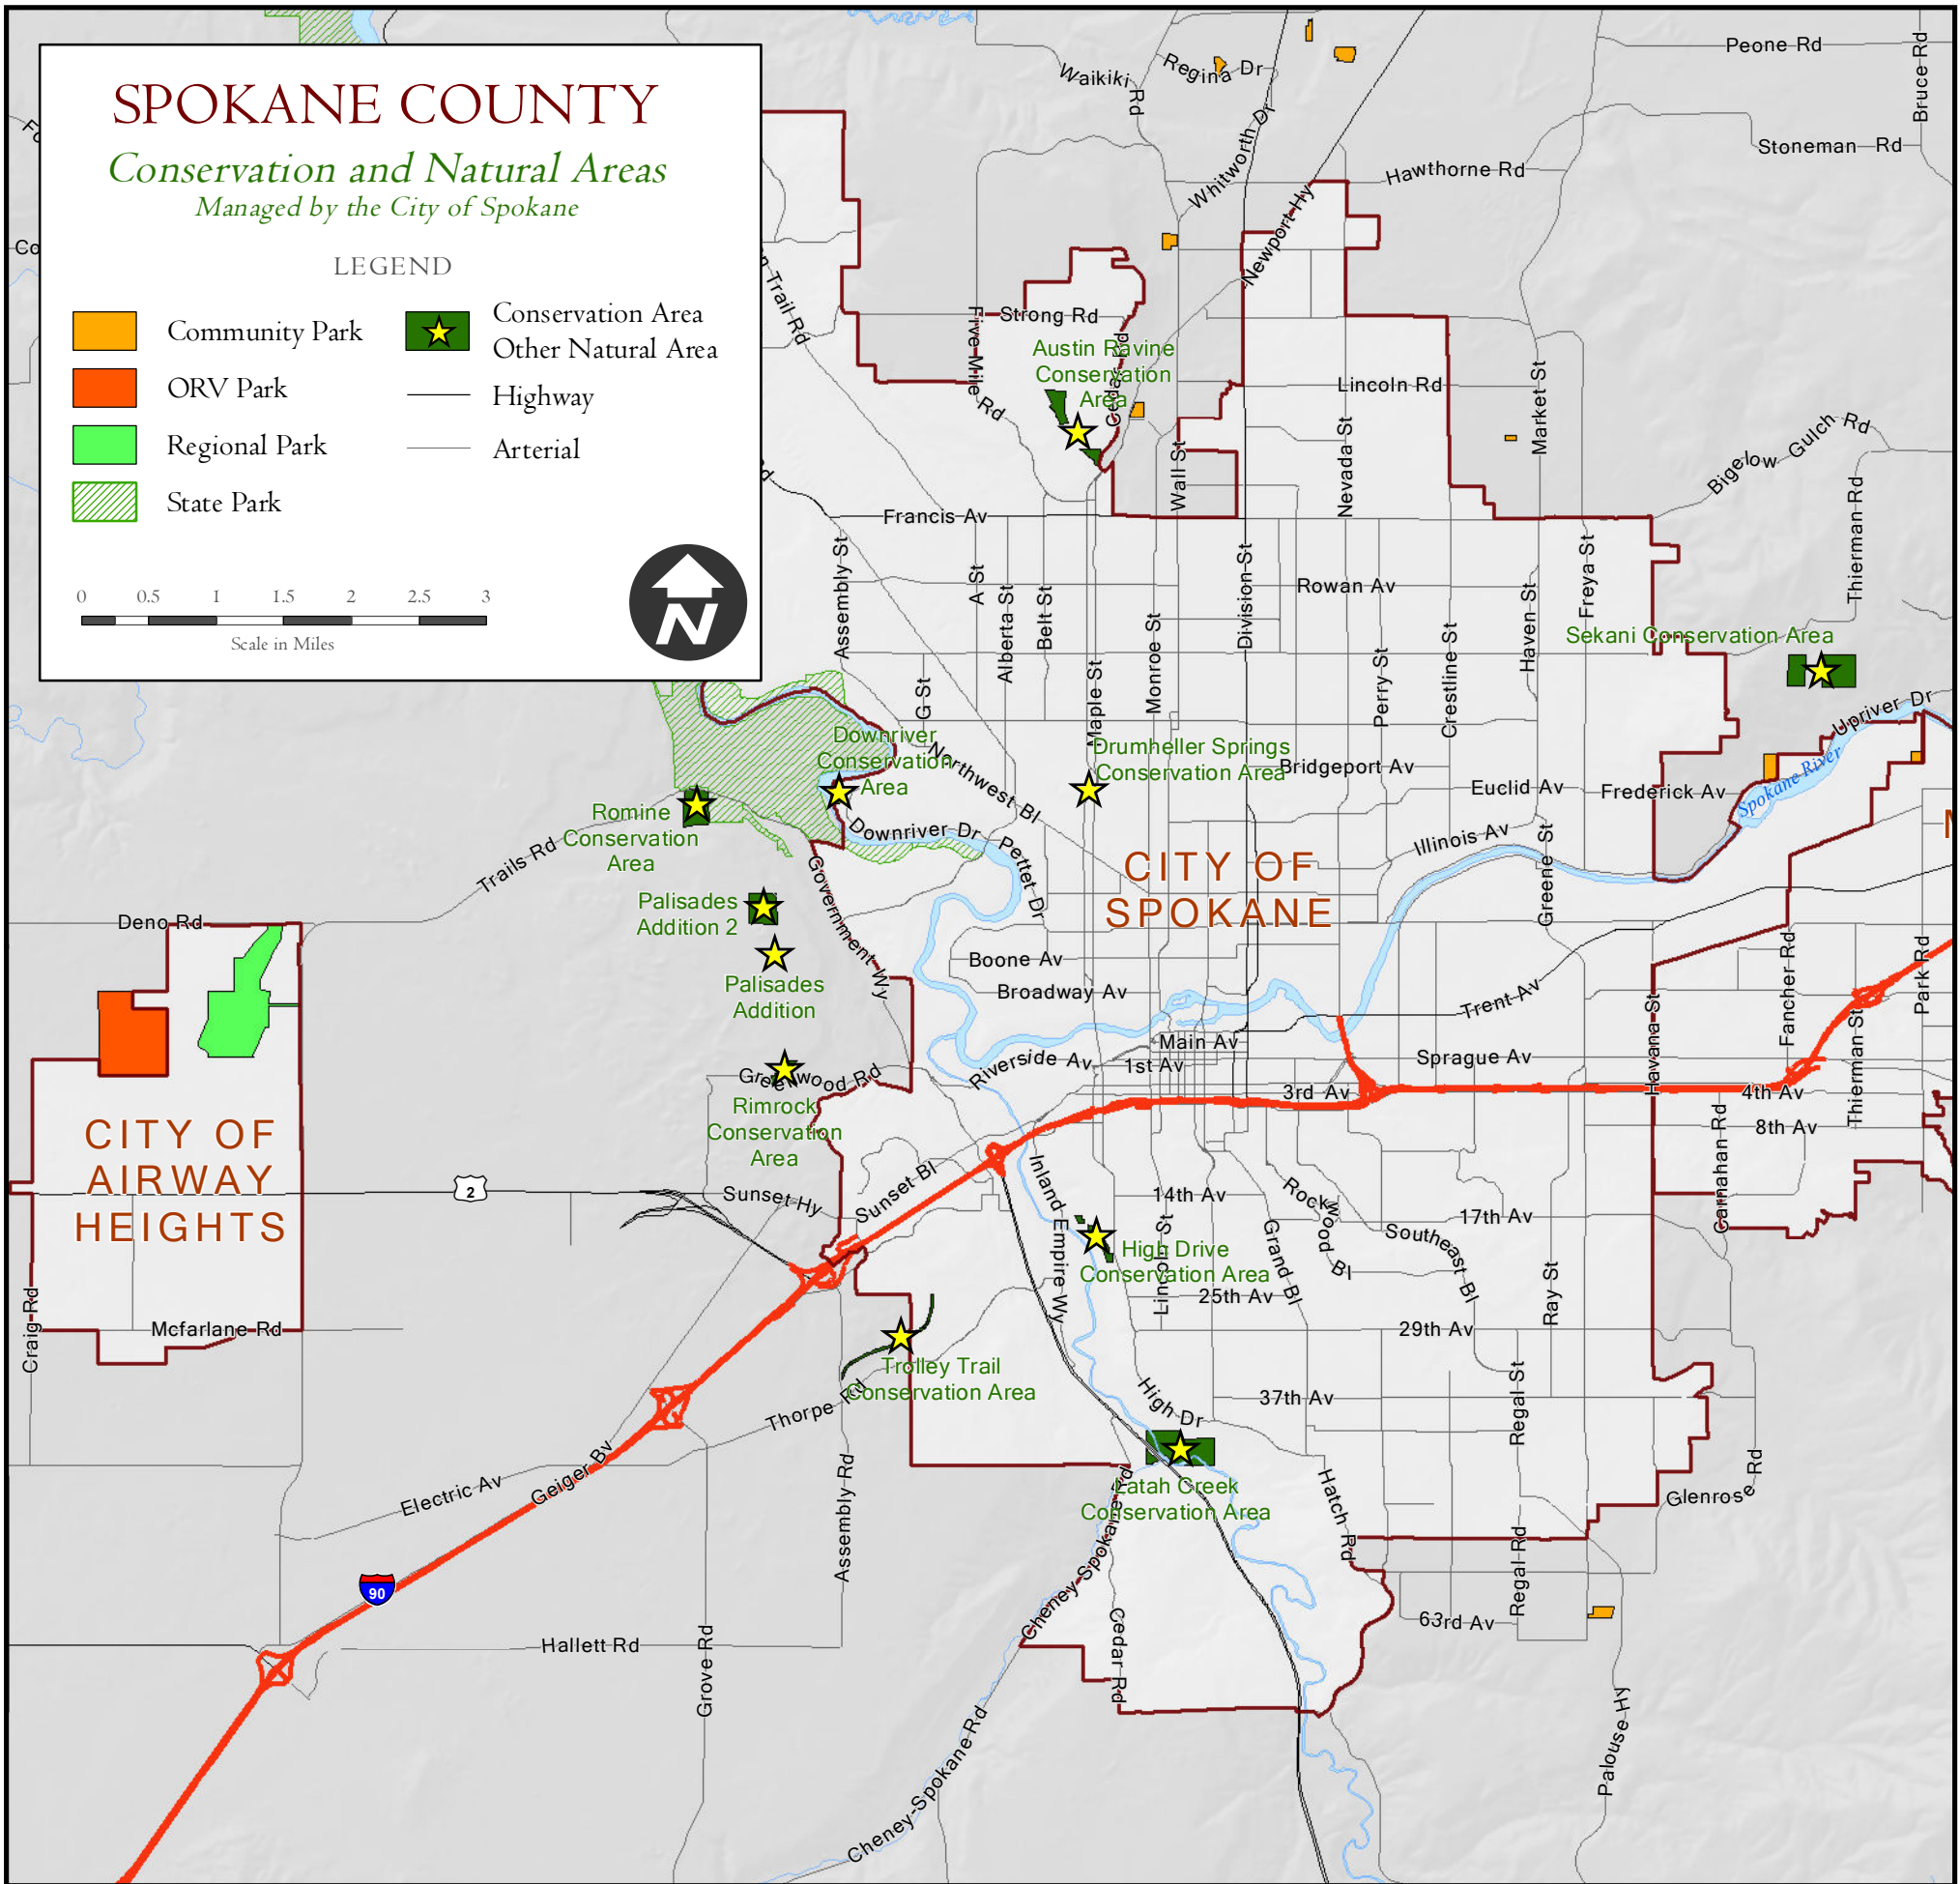 SPOKANE COUNTY
Conservation and Natural Areas
Managed by the City of Spokane
LEGEND
Community Park
ORV Park
Regional Park
State Park
Conservation Area
Other Natural Area
Highway
Arterial
0 0.5 1 1.5 2 2.5 3
Scale in Miles
N
Peone Rd
Bruce Rd
Waikiki Rd
Regina Dr
Whitworth Dr
Stoneman Rd
Hawthorne Rd
Newport Hy
Trail Rd
Five Mile Rd
Strong Rd
Austin Ravine
Conservation
Area
Cedar Rd
Lincoln Rd
Market St
Nevada St
Wall St
Bigelow Gulch Rd
Thierman Rd
Francis Av
Assembly St
A St
Alberta St
Belt St
Division St
Rowan Av
Haven St
Freya St
Sekani Conservation Area
G St
Maple St
Monroe St
Perry St
Crestline St
Upriver Dr
Spokane River
Downriver
Conservation
Area
Northwest Bl
Drumheller Springs
Conservation Area
Bridgeport Av
Euclid Av
Frederick Av
Romine
Conservation
Area
Trails Rd
Downriver Dr
Pettet Dr
Illinois Av
Greene St
CITY OF
SPOKANE
Government Wy
Palisades
Addition 2
Palisades
Addition
Deno Rd
Boone Av
Broadway Av
Trent Av
Havana St
Fancher Rd
Park Rd
Thierman St
Main Av
1st Av
Riverside Av
Sprague Av
3rd Av
4th Av
8th Av
Greenwood Rd
Rimrock
Conservation
Area
CITY OF
AIRWAY
HEIGHTS
2
Sunset Hy
Sunset Bl
Inland Empire Wy
14th Av
Rockwood Bl
17th Av
Southeast Bl
Carnahan Rd
High Drive
Conservation Area
Lincoln St
Grand Bl
25th Av
Ray St
29th Av
Craig Rd
Mcfarlane Rd
Trolley Trail
Conservation Area
Thorpe Rd
High Dr
37th Av
Regal St
Latah Creek
Conservation Area
Electric Av
Geiger Bv
Assembly Rd
Hatch Rd
Glenrose Rd
Regal Rd
90
Cheney Spokane Rd
Cedar Rd
63rd Av
Hallett Rd
Grove Rd
Palouse Hy
Cheney-Spokane Rd